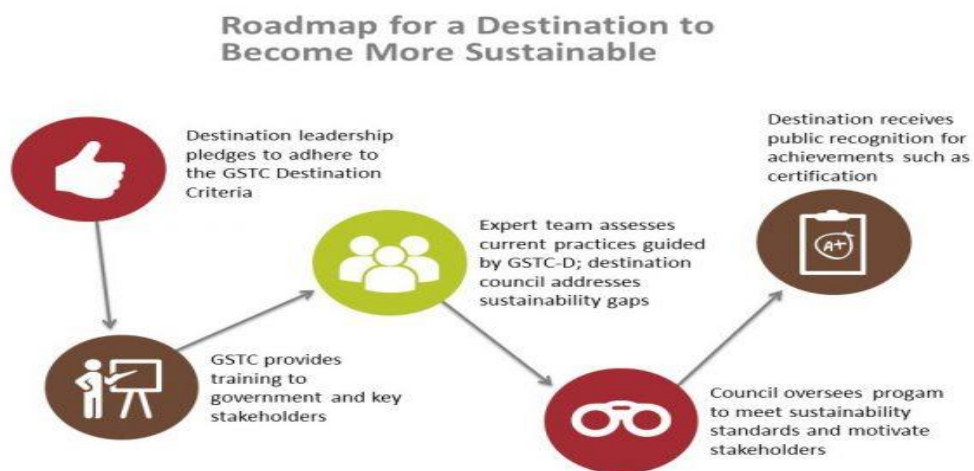 Roadmap for a Destination to
Become More Sustainable
Destination leadership
pledges to adhere to
the GSTC Destination
Criteria
GSTC provides
training to
government and key
stakeholders
Expert team assesses
current practices guided
by GSTC-D; destination
council addresses
sustainability gaps
Council oversees progam
to meet sustainability
standards and motivate
stakeholders
Destination receives
public recognition for
achievements such as
certification
A+